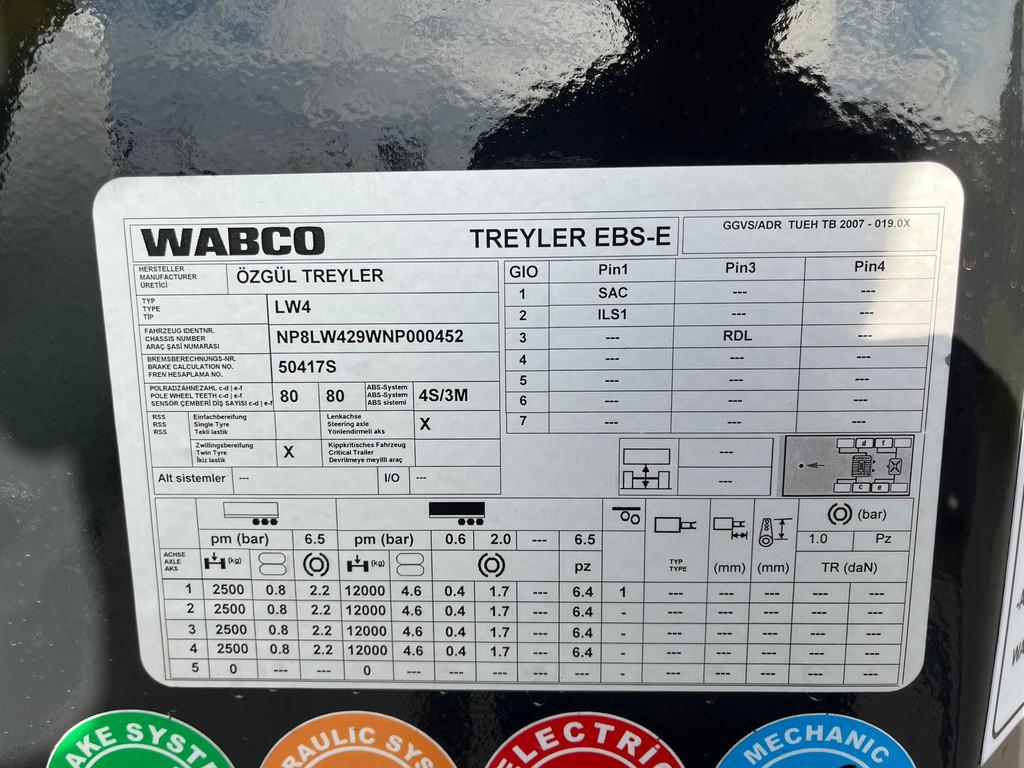 WABCO TREYLER EBS-E GGVS/ADR TUEH TB 2007 - 019.0X
HERSTELLER
MANUFACTURER
ÜRETİCİ
ÖZGÜL TREYLER
TYP
TYPE
TİP
LW4
FAHRZEUG IDENTNR.
CHASSIS NUMBER
ARAÇ ŞASİ NUMARASI
NP8LW429WNP000452
BREMSBERECHNUNGS-NR.
BRAKE CALCULATION NO.
FREN HESAPLAMA NO.
50417S
POLRADZAHNEZAHL c-d | e-f
POLE WHEEL TEETH c-d | e-f
SENSÖR ÇEMBERİ DİŞ SAYISI c-d | e-f
80 80
ABS-System
ABS-System
ABS sistemi
4S/3M
RSS
RSS
RSS
Einfachbereifung
Single Tyre
Tekli lastik
Lenkachse
Steering axle
Yönlendirmeli aks
X
Zwillingsbereifung
Twin Tyre
İkiz lastik
X
Kippkritisches Fahrzeug
Critical Trailer
Devrilmeye meyilli araç
Alt sistemler --- I/O ---
GIO Pin1 Pin3 Pin4
1 SAC --- ---
2 ILS1 --- ---
3 --- RDL ---
4 --- --- ---
5 --- --- ---
6 --- --- ---
7 --- --- ---
---
---
d f
c e
pm (bar) 6.5 pm (bar) 0.6 2.0 --- 6.5
(bar)
1.0 Pz
ACHSE
AXLE
AKS
(kg) (kg) pz
TYP
TYPE
(mm) (mm) TR (daN)
1 2500 0.8 2.2 12000 4.6 0.4 1.7 --- 6.4 1 --- --- --- --- ---
2 2500 0.8 2.2 12000 4.6 0.4 1.7 --- 6.4 - --- --- --- --- ---
3 2500 0.8 2.2 12000 4.6 0.4 1.7 --- 6.4 - --- --- --- --- ---
4 2500 0.8 2.2 12000 4.6 0.4 1.7 --- 6.4 - --- --- --- --- ---
5 0 --- --- 0 --- --- --- --- --- - --- --- --- --- ---
AKE SYST
RAULİC SYS
ELECTRİ
MECHANIC